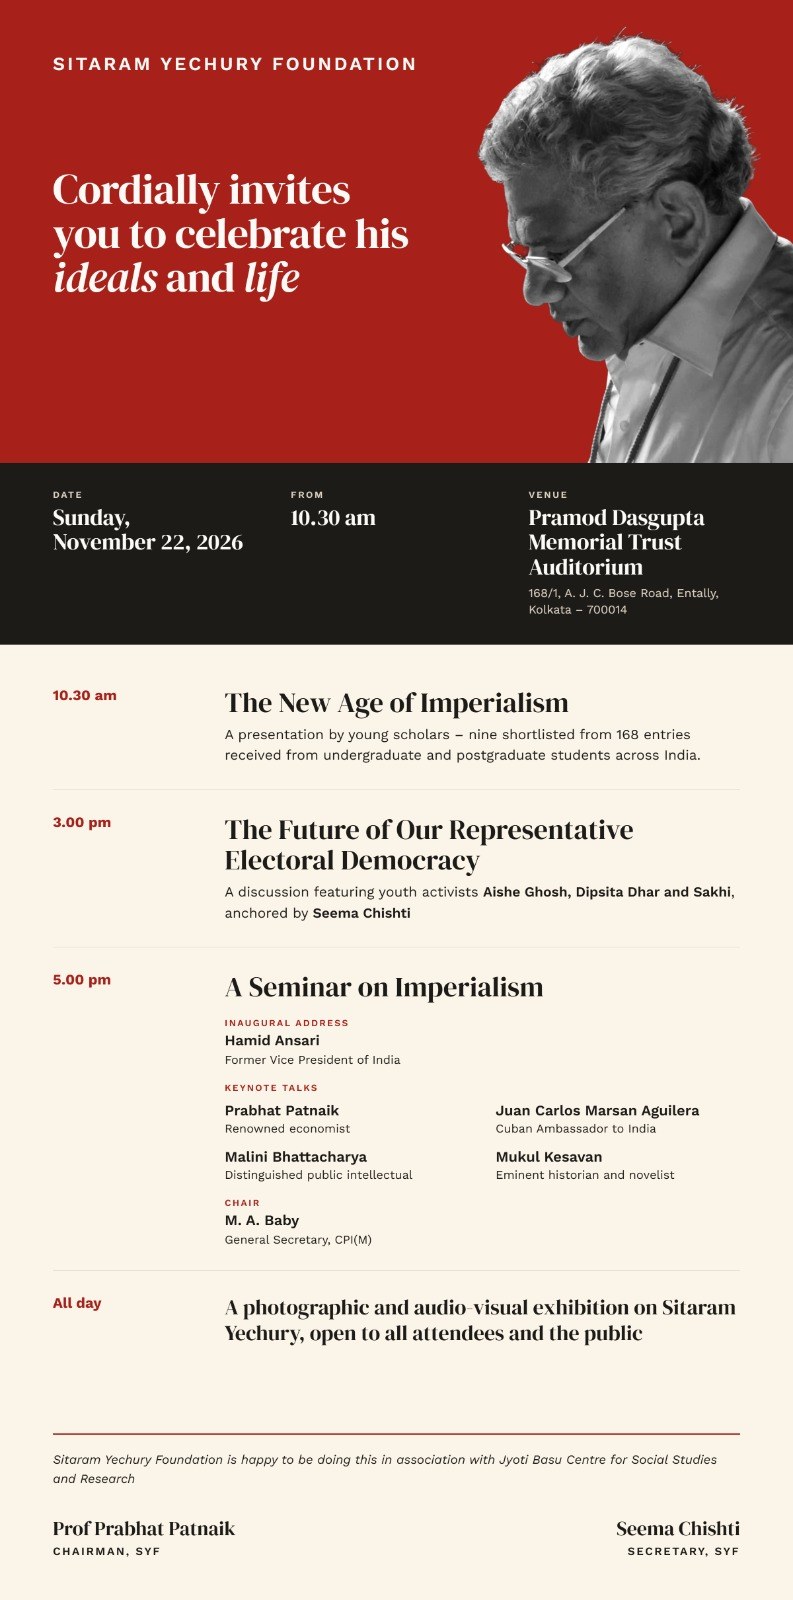 SITARAM YECHURY FOUNDATION
Cordially invites
you to celebrate his
ideals and life
DATE
Sunday,
November 22, 2026
FROM
10.30 am
VENUE
Pramod Dasgupta
Memorial Trust
Auditorium
168/1, A. J. C. Bose Road, Entally,
Kolkata – 700014
10.30 am
The New Age of Imperialism
A presentation by young scholars – nine shortlisted from 168 entries
received from undergraduate and postgraduate students across India.
3.00 pm
The Future of Our Representative
Electoral Democracy
A discussion featuring youth activists Aishe Ghosh, Dipsita Dhar and Sakhi,
anchored by Seema Chishti
5.00 pm
A Seminar on Imperialism
INAUGURAL ADDRESS
Hamid Ansari
Former Vice President of India
KEYNOTE TALKS
Prabhat Patnaik
Renowned economist
Juan Carlos Marsan Aguilera
Cuban Ambassador to India
Malini Bhattacharya
Distinguished public intellectual
Mukul Kesavan
Eminent historian and novelist
CHAIR
M. A. Baby
General Secretary, CPI(M)
All day
A photographic and audio-visual exhibition on Sitaram
Yechury, open to all attendees and the public
Sitaram Yechury Foundation is happy to be doing this in association with Jyoti Basu Centre for Social Studies
and Research
Prof Prabhat Patnaik
CHAIRMAN, SYF
Seema Chishti
SECRETARY, SYF